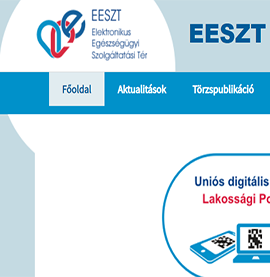 EESZT
Elektronikus
Egészségügyi
Szolgáltatási Tér
EESZT
Főoldal Aktualitások Törzspublikáció
Uniós digitális
Lakossági Po